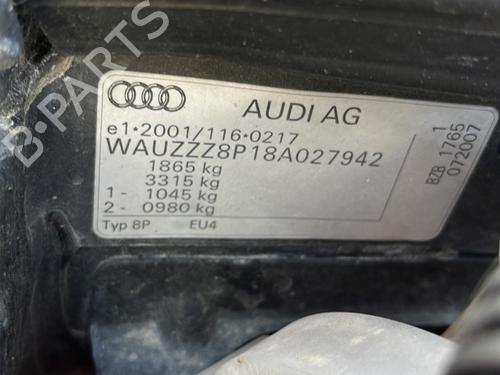 B-PARTS
AUDI AG
e1*2001/116*0217
WAUZZZ8P18A027942
1865 kg
3315 kg
1 - 1045 kg
2 - 0980 kg
Typ 8P EU4
BZB 1765 1
072007